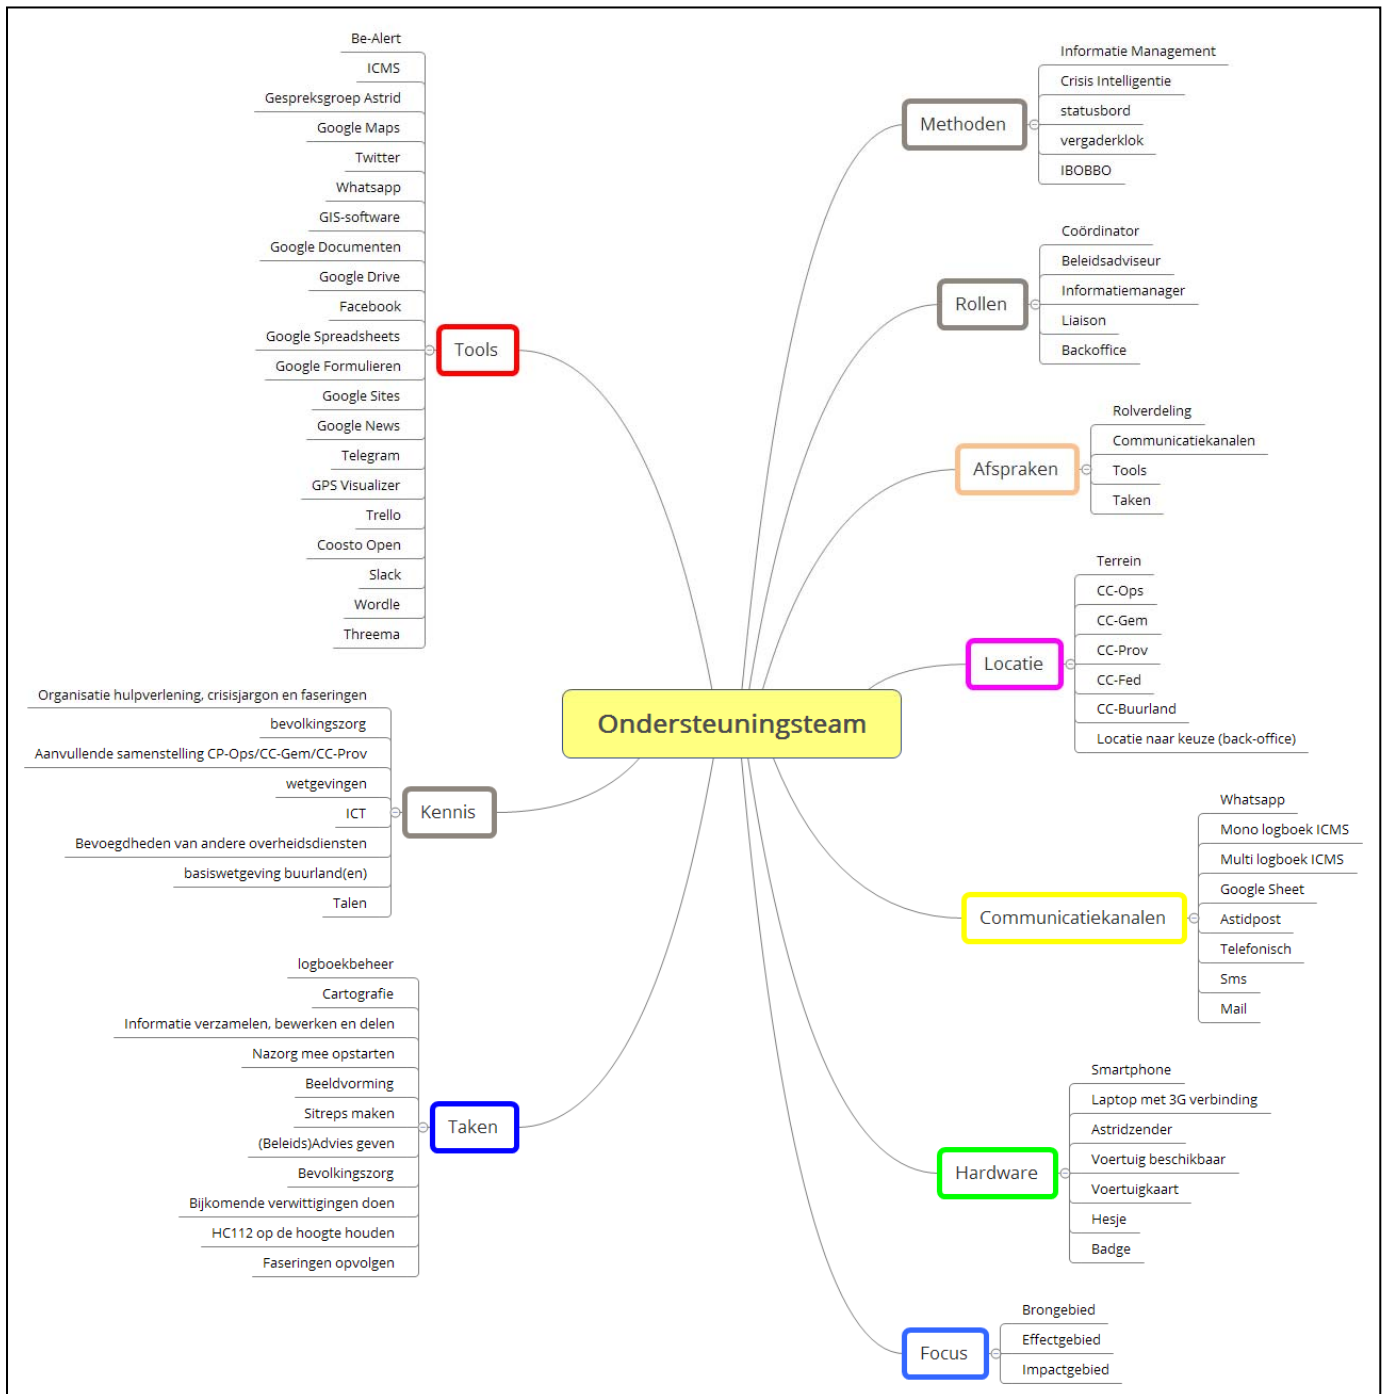 Ondersteuningsteam
Tools
Be-Alert
ICMS
Gespreksgroep Astrid
Google Maps
Twitter
Whatsapp
GIS-software
Google Documenten
Google Drive
Facebook
Google Spreadsheets
Google Formulieren
Google Sites
Google News
Telegram
GPS Visualizer
Trello
Coosto Open
Slack
Wordle
Threema
Kennis
Organisatie hulpverlening, crisisjargon en faseringen
bevolkingszorg
Aanvullende samenstelling CP-Ops/CC-Gem/CC-Prov
wetgevingen
ICT
Bevoegdheden van andere overheidsdiensten
basiswetgeving buurland(en)
Talen
Taken
logboekbeheer
Cartografie
Informatie verzamelen, bewerken en delen
Nazorg mee opstarten
Beeldvorming
Sitreps maken
(Beleids)Advies geven
Bevolkingszorg
Bijkomende verwittigingen doen
HC112 op de hoogte houden
Faseringen opvolgen
Methoden
Informatie Management
Crisis Intelligentie
statusbord
vergaderklok
IBOBBO
Rollen
Coördinator
Beleidsadviseur
Informatiemanager
Liaison
Backoffice
Afspraken
Rolverdeling
Communicatiekanalen
Tools
Taken
Locatie
Terrein
CC-Ops
CC-Gem
CC-Prov
CC-Fed
CC-Buurland
Locatie naar keuze (back-office)
Communicatiekanalen
Whatsapp
Mono logboek ICMS
Multi logboek ICMS
Google Sheet
Astidpost
Telefonisch
Sms
Mail
Hardware
Smartphone
Laptop met 3G verbinding
Astridzender
Voertuig beschikbaar
Voertuigkaart
Hesje
Badge
Focus
Brongebied
Effectgebied
Impactgebied